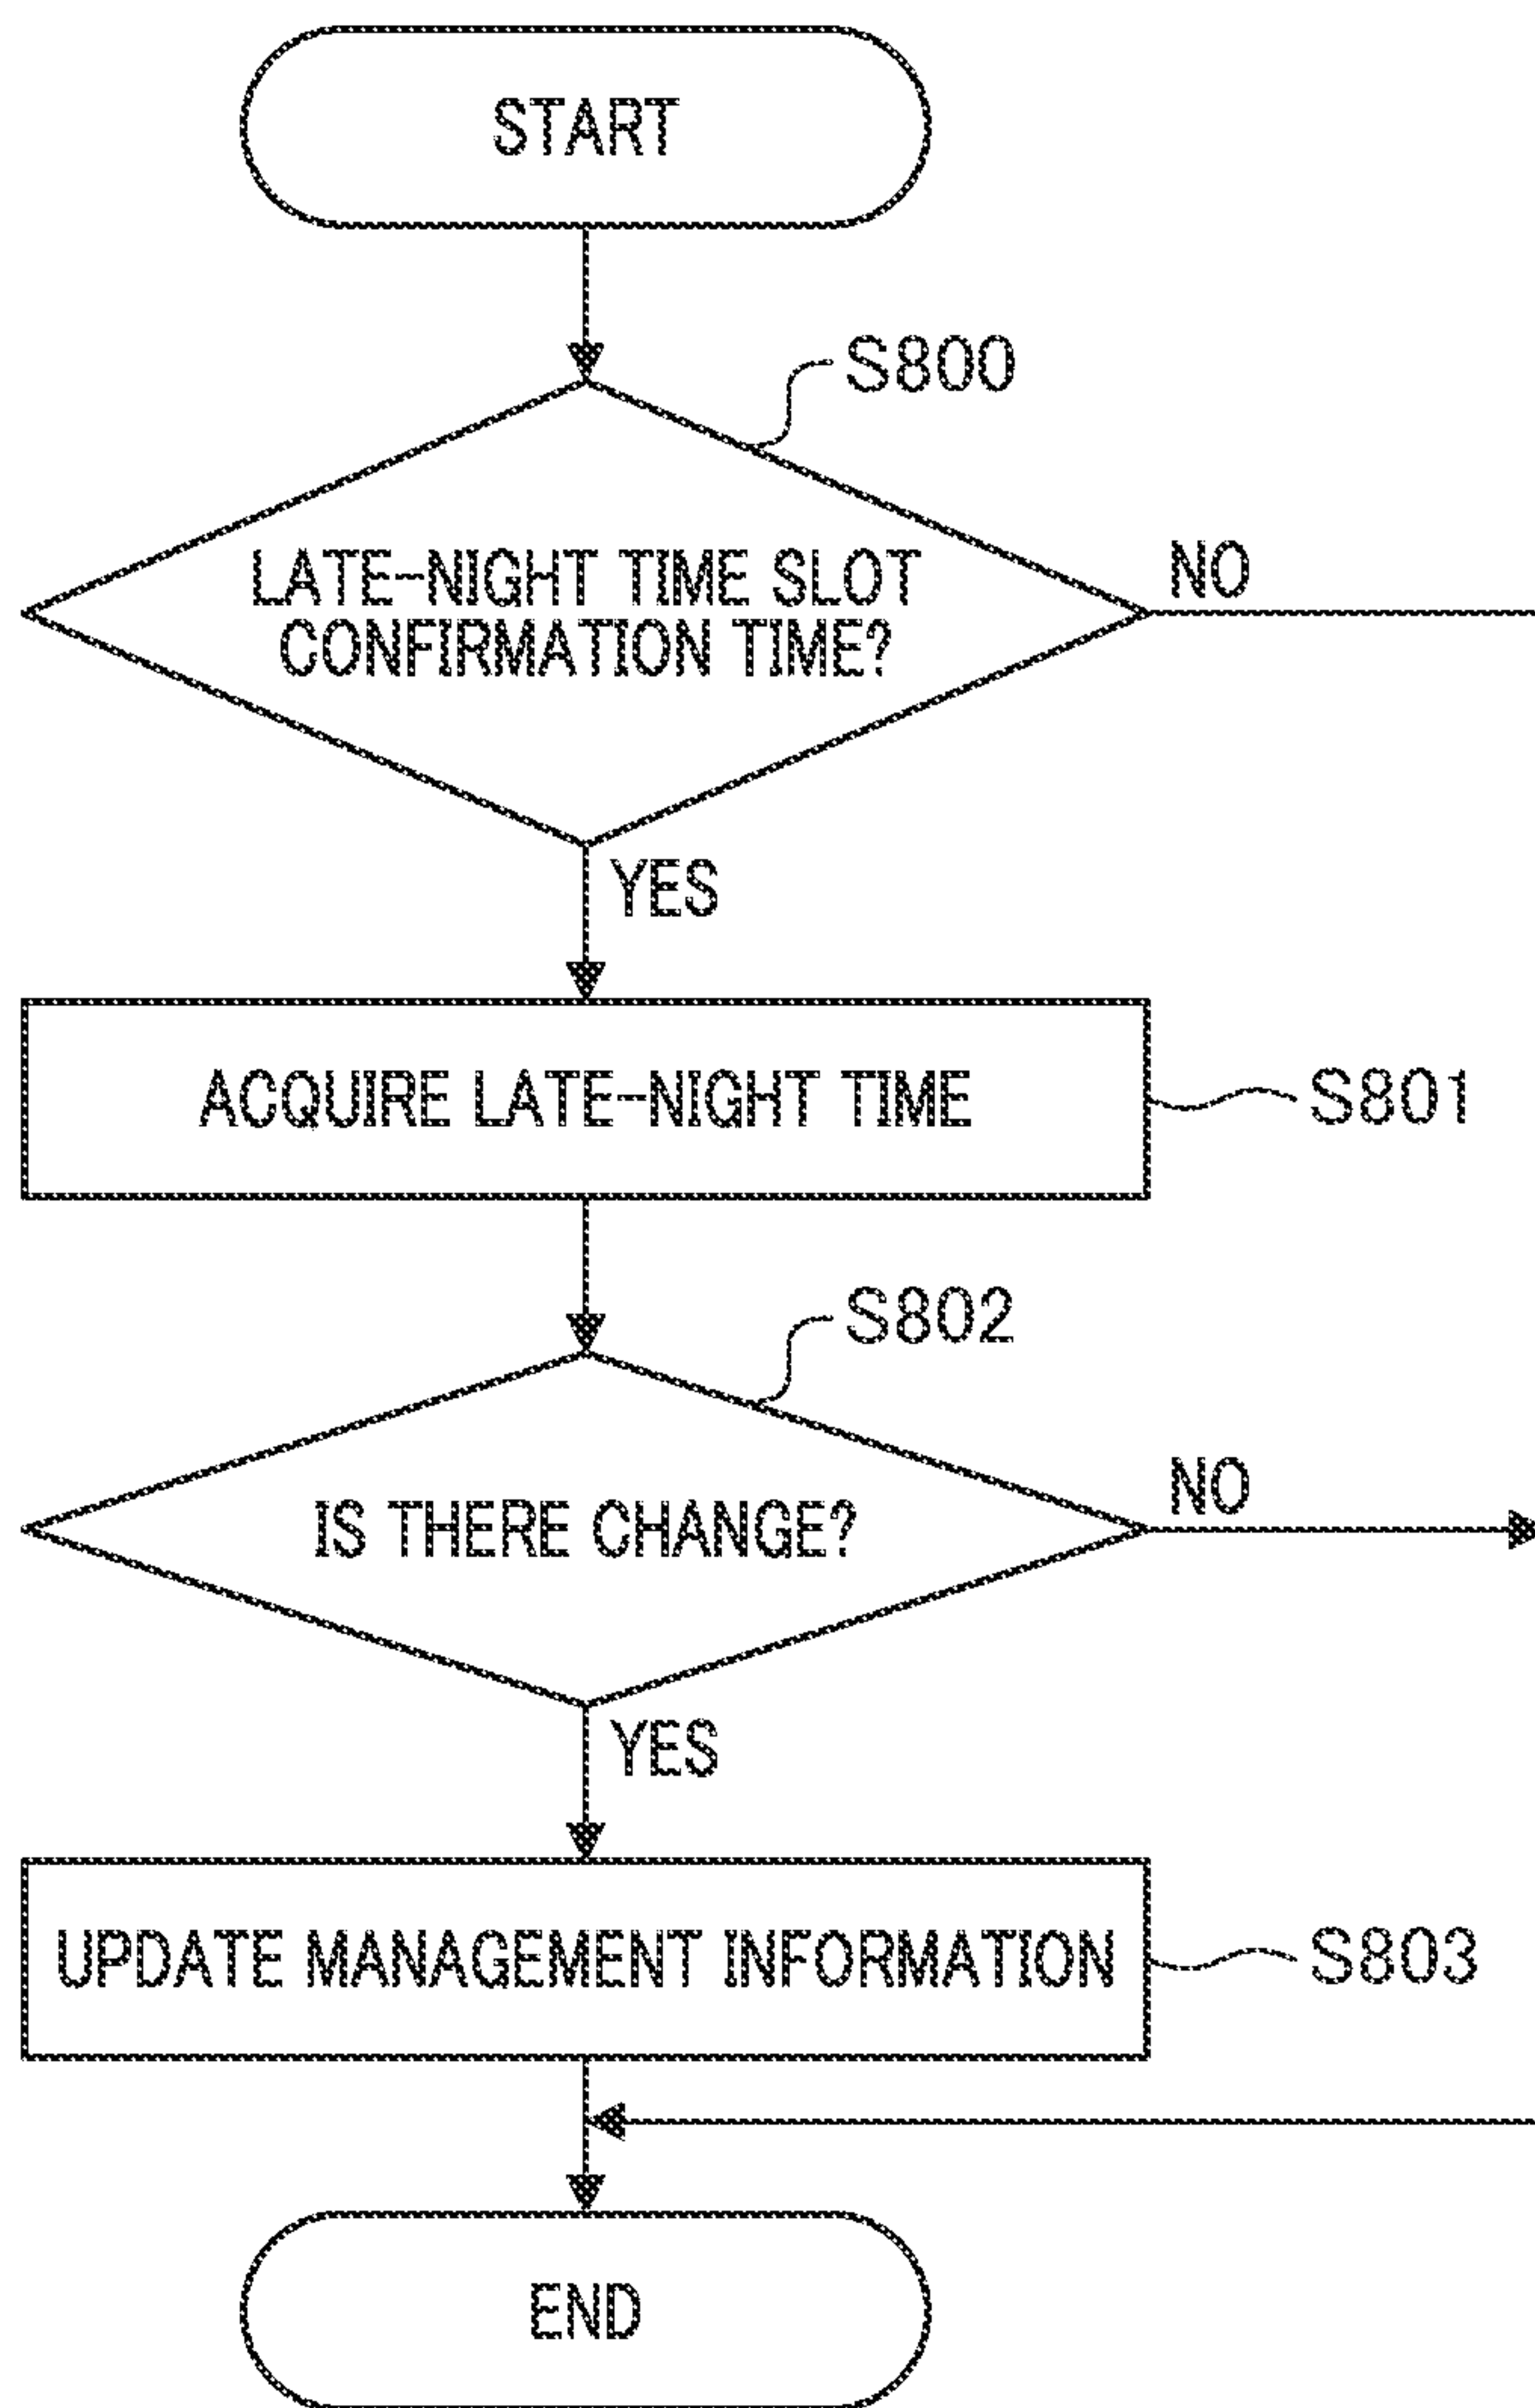 START
S800
LATE-NIGHT TIME SLOT
CONFIRMATION TIME?
NO
YES
ACQUIRE LATE-NIGHT TIME
S801
S802
IS THERE CHANGE?
NO
YES
UPDATE MANAGEMENT INFORMATION
S803
END